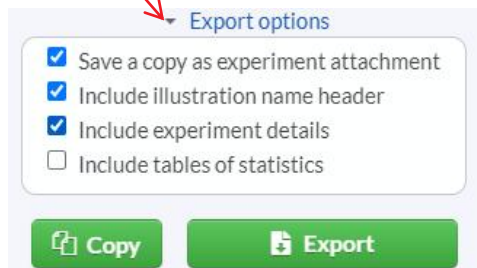 Export options
Save a copy as experiment attachment
Include illustration name header
Include experiment details
Include tables of statistics
Copy
Export